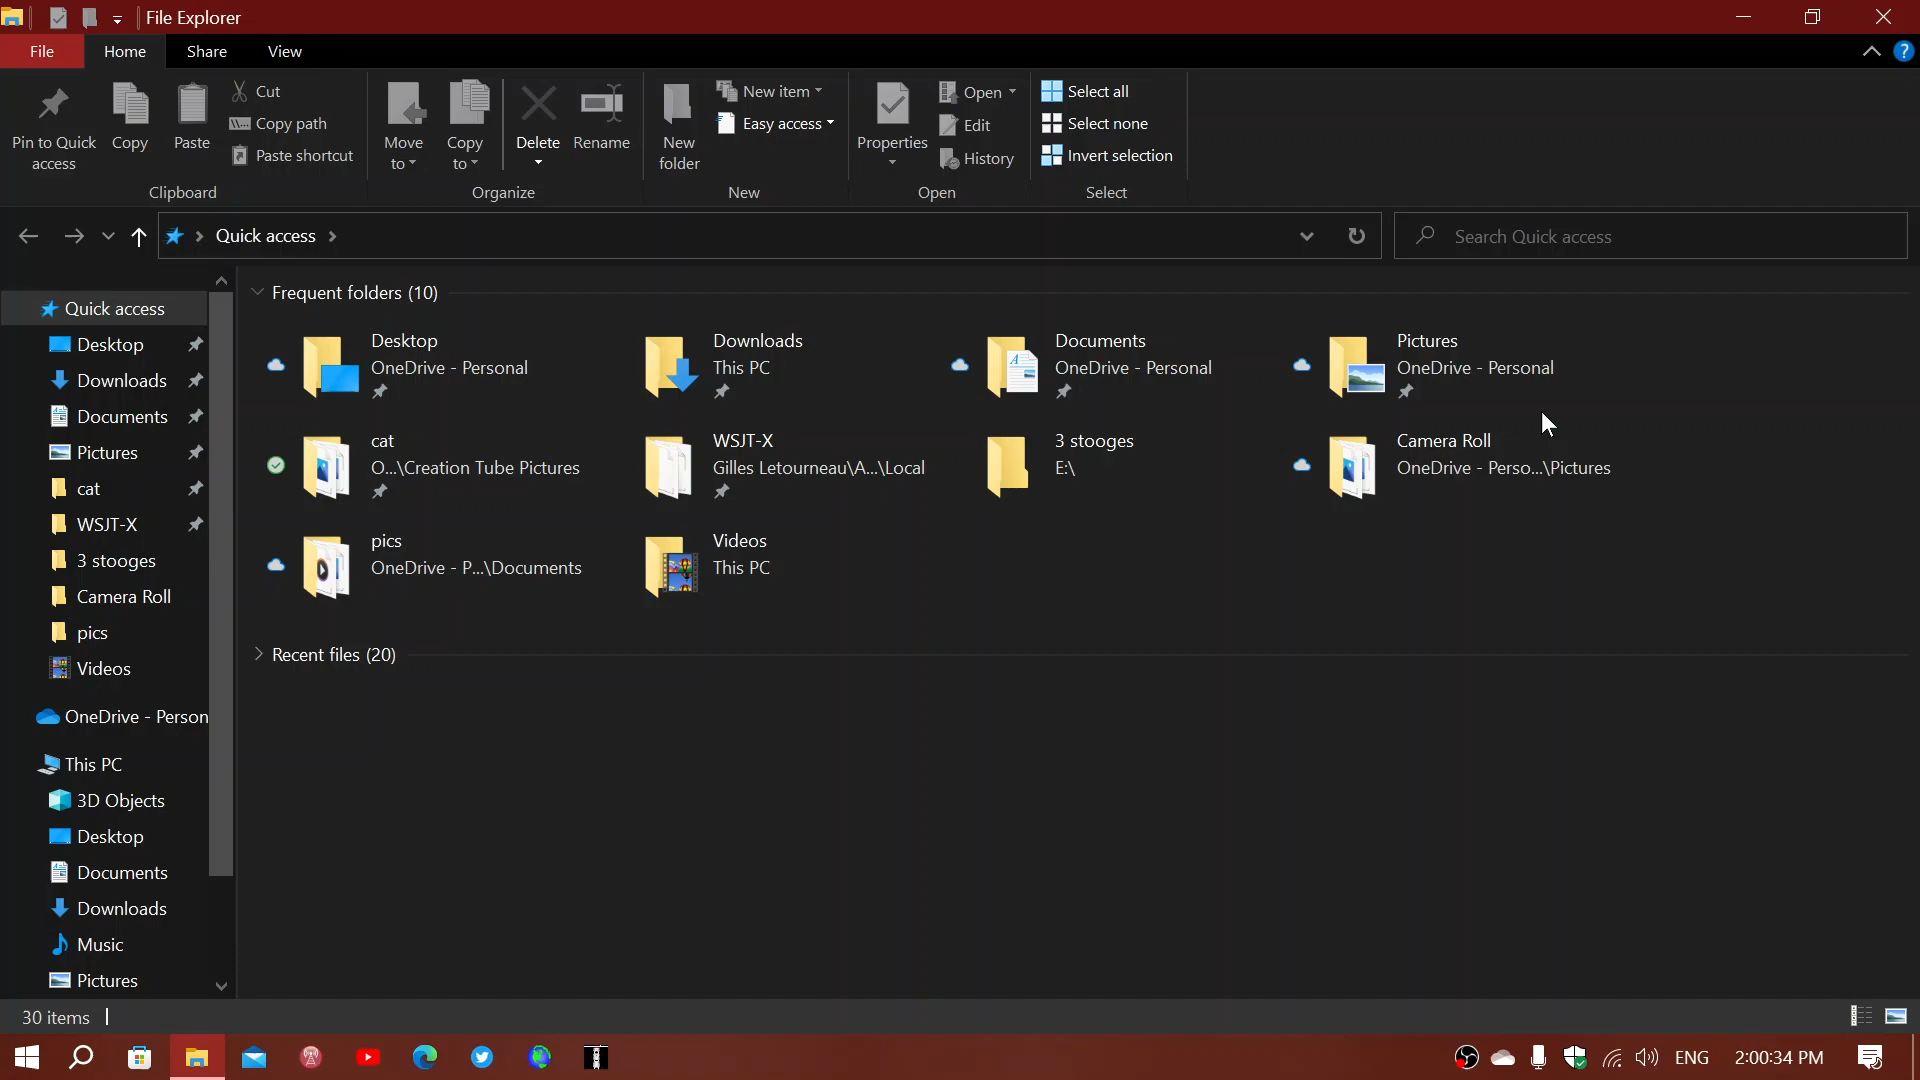 File Explorer
File
Home
Share
View
?
Pin to Quick
access
Copy
Paste
Cut
Copy path
Paste shortcut
Clipboard
Move
to
Copy
to
Delete
Rename
Organize
New
folder
New item
Easy access
New
Properties
Open
Edit
History
Open
Select all
Select none
Invert selection
Select
Quick access
Search Quick access
Quick access
Desktop
Downloads
Documents
Pictures
cat
WSJT-X
3 stooges
Camera Roll
pics
Videos
OneDrive - Person
This PC
3D Objects
Desktop
Documents
Downloads
Music
Pictures
Frequent folders (10)
Desktop
OneDrive - Personal
Downloads
This PC
Documents
OneDrive - Personal
Pictures
OneDrive - Personal
cat
O...\Creation Tube Pictures
WSJT-X
Gilles Letourneau\A...\Local
3 stooges
E:\
Camera Roll
OneDrive - Perso...\Pictures
pics
OneDrive - P...\Documents
Videos
This PC
Recent files (20)
30 items
ENG
2:00:34 PM